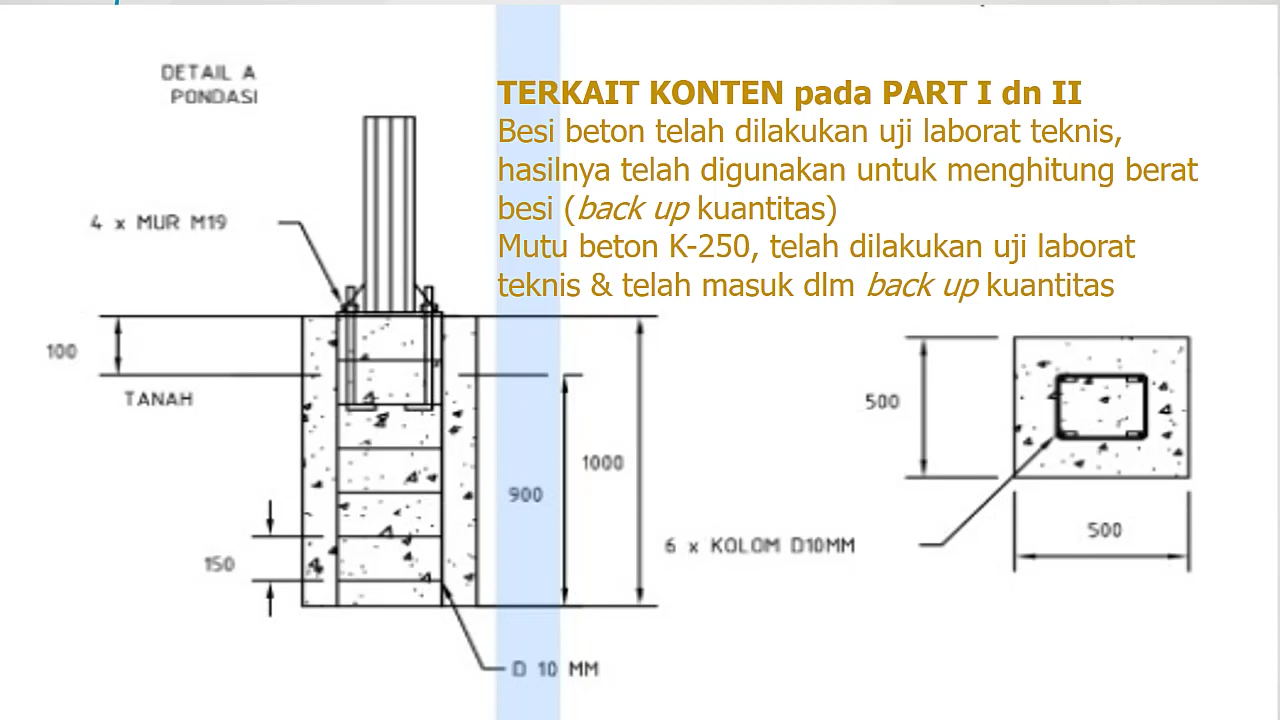 DETAIL A
PONDASI
TERKAIT KONTEN pada PART I dn II
Besi beton telah dilakukan uji laborat teknis,
hasilnya telah digunakan untuk menghitung berat
besi (back up kuantitas)
Mutu beton K-250, telah dilakukan uji laborat
teknis & telah masuk dlm back up kuantitas
4 x MUR M19
100
TANAH
500
1000
900
500
6 x KOLOM D10MM
150
D 10 MM